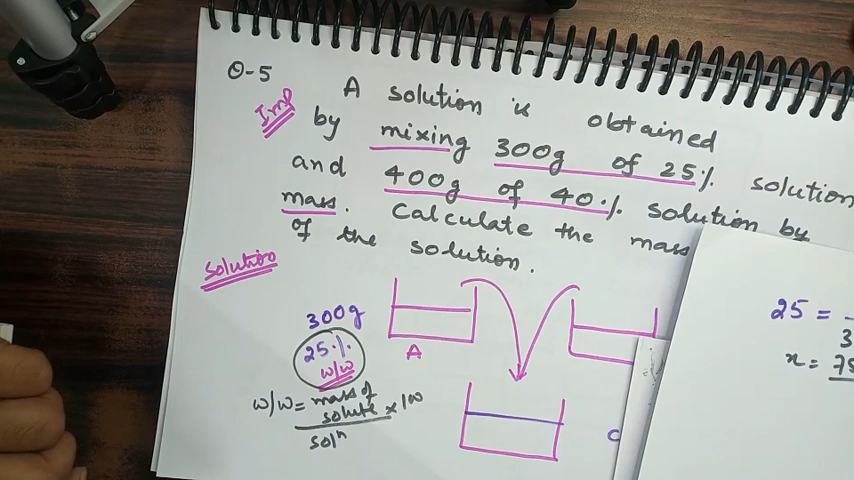 Q-5
Imp
A solution is obtained
by mixing 300g of 25% solution
and 400g of 40% solution by
mass. Calculate the mass
of the solution.
Solution
300g
25%
w/w
A
w/w = mass of
solute × 100
solⁿ
25 =
3
x = 75